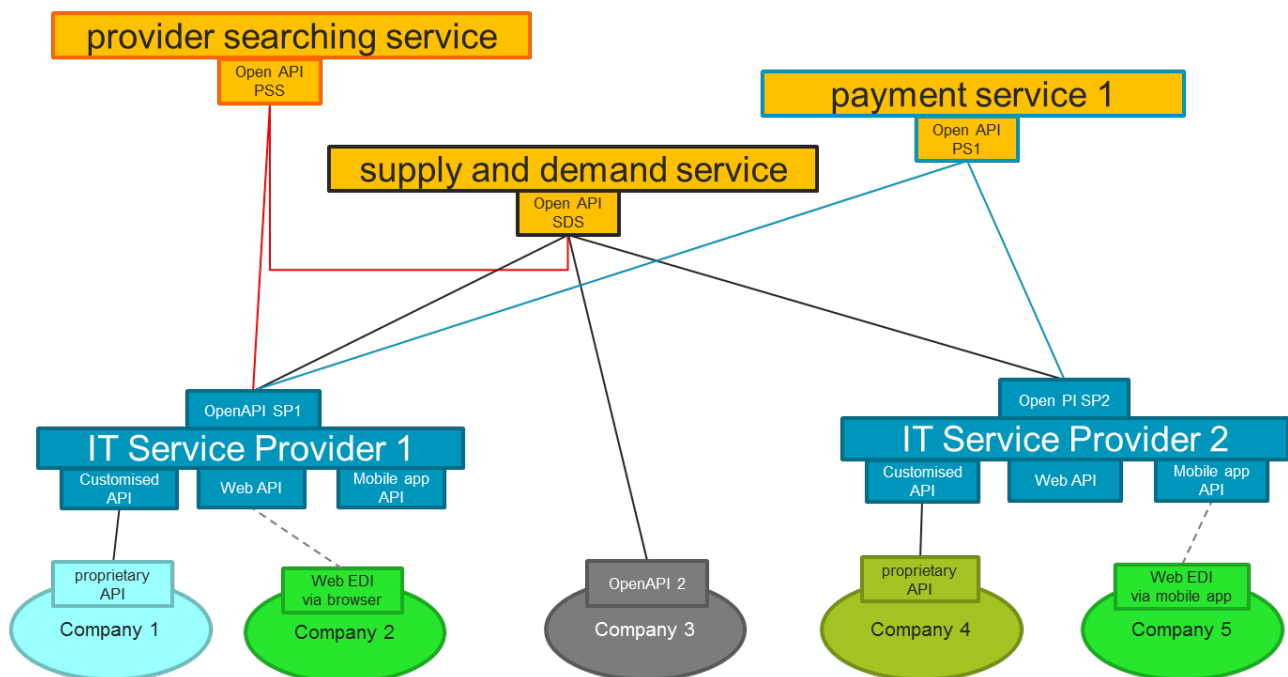 provider searching service
Open API
PSS
payment service 1
Open API
PS1
supply and demand service
Open API
SDS
OpenAPI SP1
IT Service Provider 1
Customised
API
Web API
Mobile app
API
Open PI SP2
IT Service Provider 2
Customised
API
Web API
Mobile app
API
proprietary
API
Company 1
Web EDI
via browser
Company 2
OpenAPI 2
Company 3
proprietary
API
Company 4
Web EDI
via mobile app
Company 5